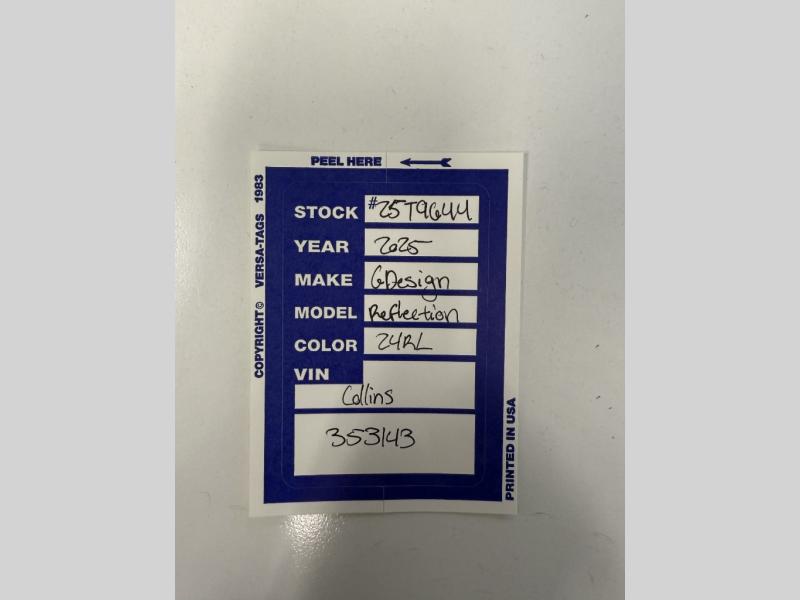 PEEL HERE
COPYRIGHT © VERSA-TAGS 1983
STOCK #25T9644
YEAR 2025
MAKE GDesign
MODEL Reflection
COLOR 24RL
VIN
Collins
353143
PRINTED IN USA